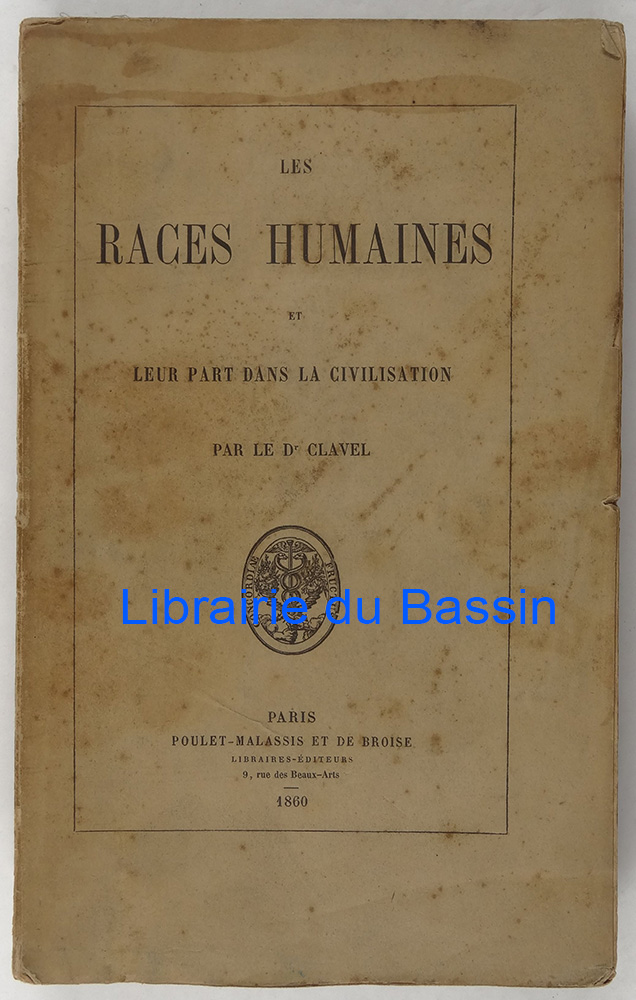 LES
RACES HUMAINES
ET
LEUR PART DANS LA CIVILISATION
PAR LE Dr CLAVEL
Librairie du Bassin
PARIS
POULET-MALASSIS ET DE BROISE
LIBRAIRES-ÉDITEURS
9, rue des Beaux-Arts
1860